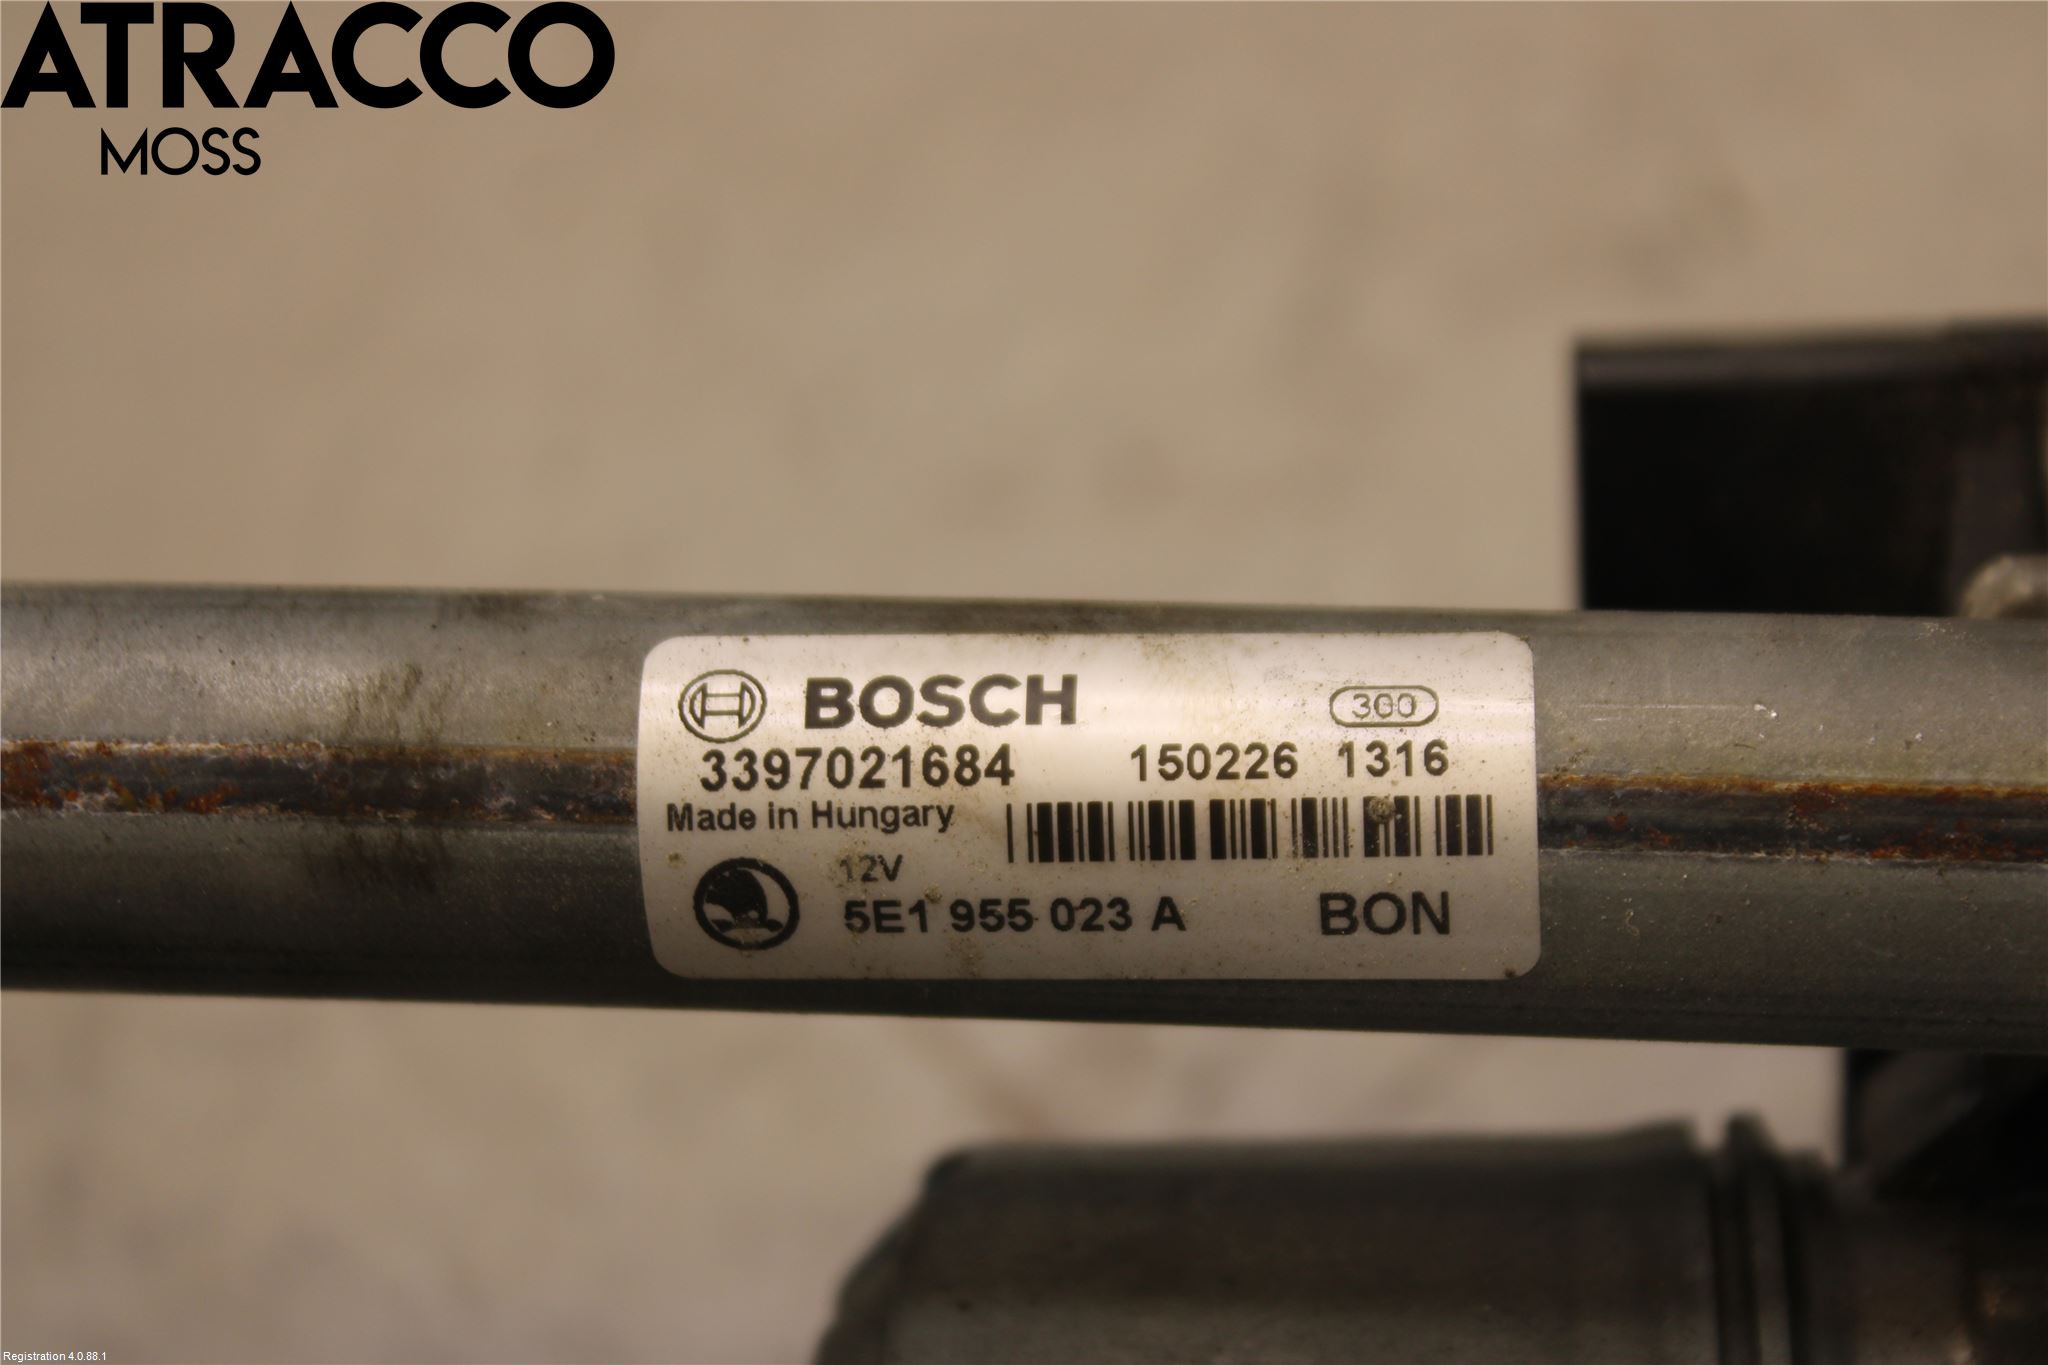 ATRACCO
MOSS
BOSCH
3397021684 150226 1316
Made in Hungary
12V
5E1 955 023 A BON
Registration 4.0.88.1